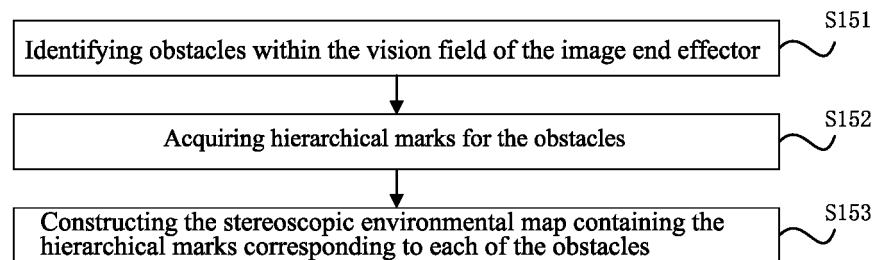 S151
Identifying obstacles within the vision field of the image end effector
S152
Acquiring hierarchical marks for the obstacles
S153
Constructing the stereoscopic environmental map containing the
hierarchical marks corresponding to each of the obstacles